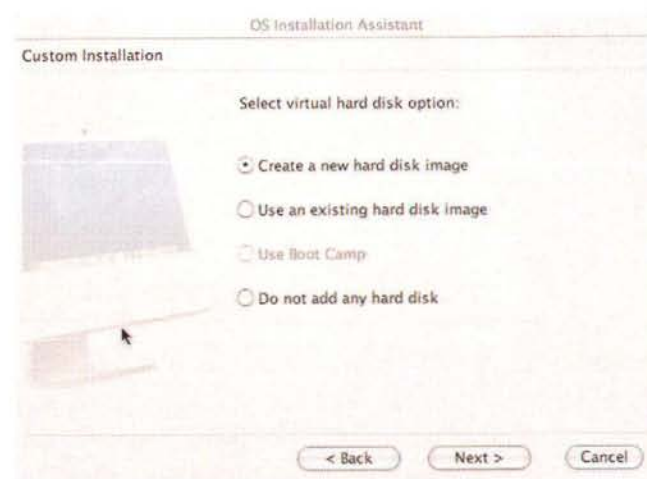 OS Installation Assistant
Custom Installation
Select virtual hard disk option:
Create a new hard disk image
Use an existing hard disk image
Use Boot Camp
Do not add any hard disk
< Back
Next >
Cancel